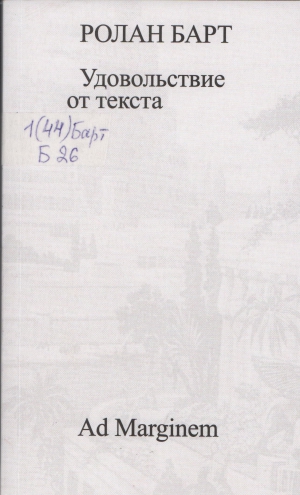 РОЛАН БАРТ
Удовольствие
от текста
1(44)Барт
Б 26
Ad Marginem